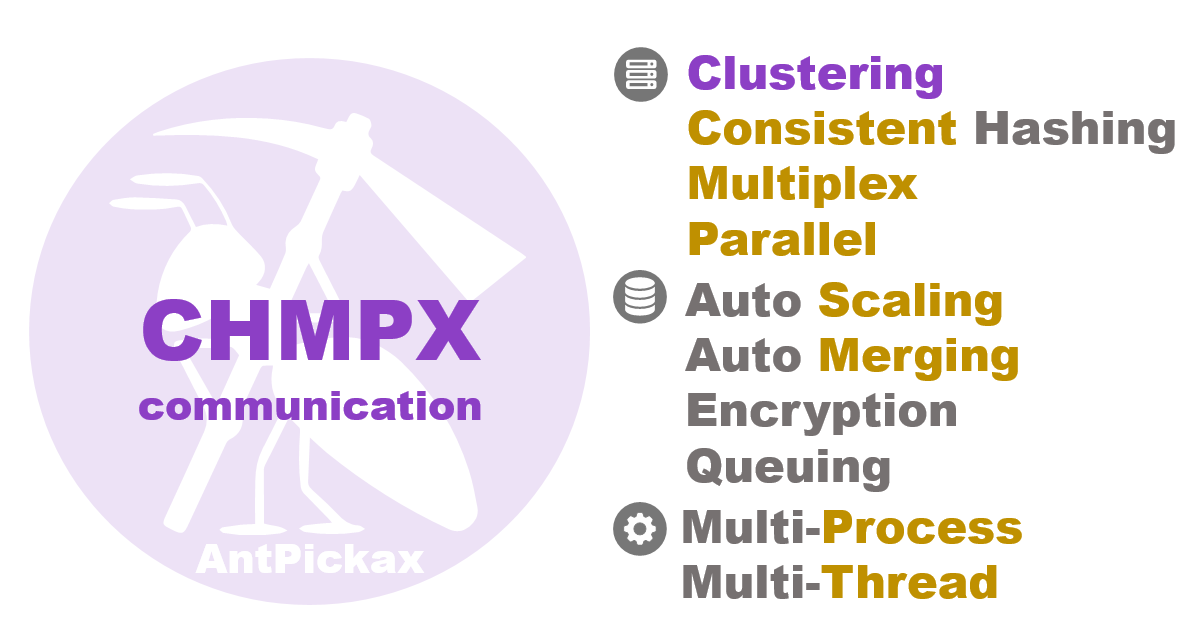 CHMPX
communication
AntPickax
Clustering
Consistent Hashing
Multiplex
Parallel
Auto Scaling
Auto Merging
Encryption
Queuing
Multi-Process
Multi-Thread